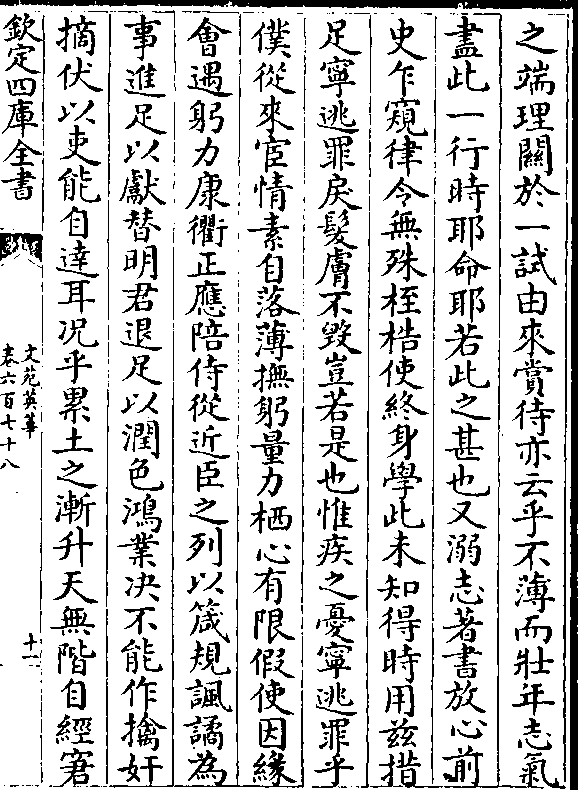 之端理關於一試由來賞待亦云乎不薄而壯年志氣
盡此一行時耶命耶若此之甚也又溺志著書放心前
史乍窺律令無殊桎梏使終身學此未知得時用兹措
足寧逃罪戾髮膚不毀豈若是也惟疾之憂寧逃罪乎
僕從來宦情素自落薄撫躬量力栖心有限假使因緣
會遇躬力康衢正應陪侍從近臣之列以箴規諷譎為
事進足以獻替明君退足以潤色鴻業决不能作擒奸
摘伏以吏能自達耳况乎累土之漸升天無階自經窘
欽定四庫全書
文苑英華
卷六百七十八
十一